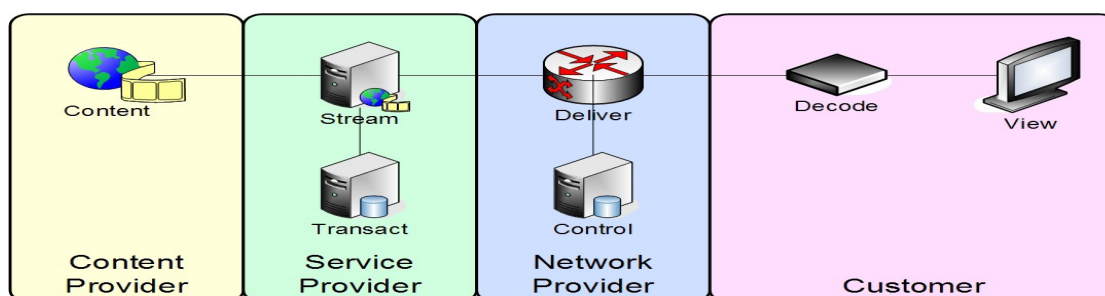 Content
Stream
Deliver
Decode
View
Transact
Control
Content
Provider
Service
Provider
Network
Provider
Customer